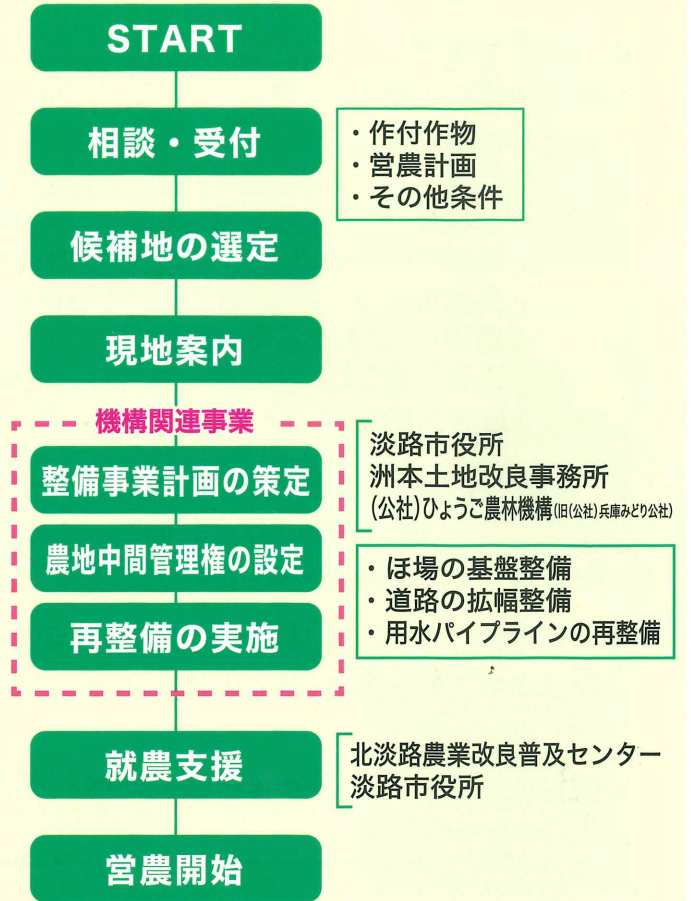 START
相談・受付
・作付作物
・営農計画
・その他条件
候補地の選定
現地案内
機構関連事業
整備事業計画の策定
淡路市役所
洲本土地改良事務所
(公社)ひょうご農林機構(旧(公社)兵庫みどり公社)
農地中間管理権の設定
再整備の実施
・ほ場の基盤整備
・道路の拡幅整備
・用水パイプラインの再整備
就農支援
北淡路農業改良普及センター
淡路市役所
営農開始